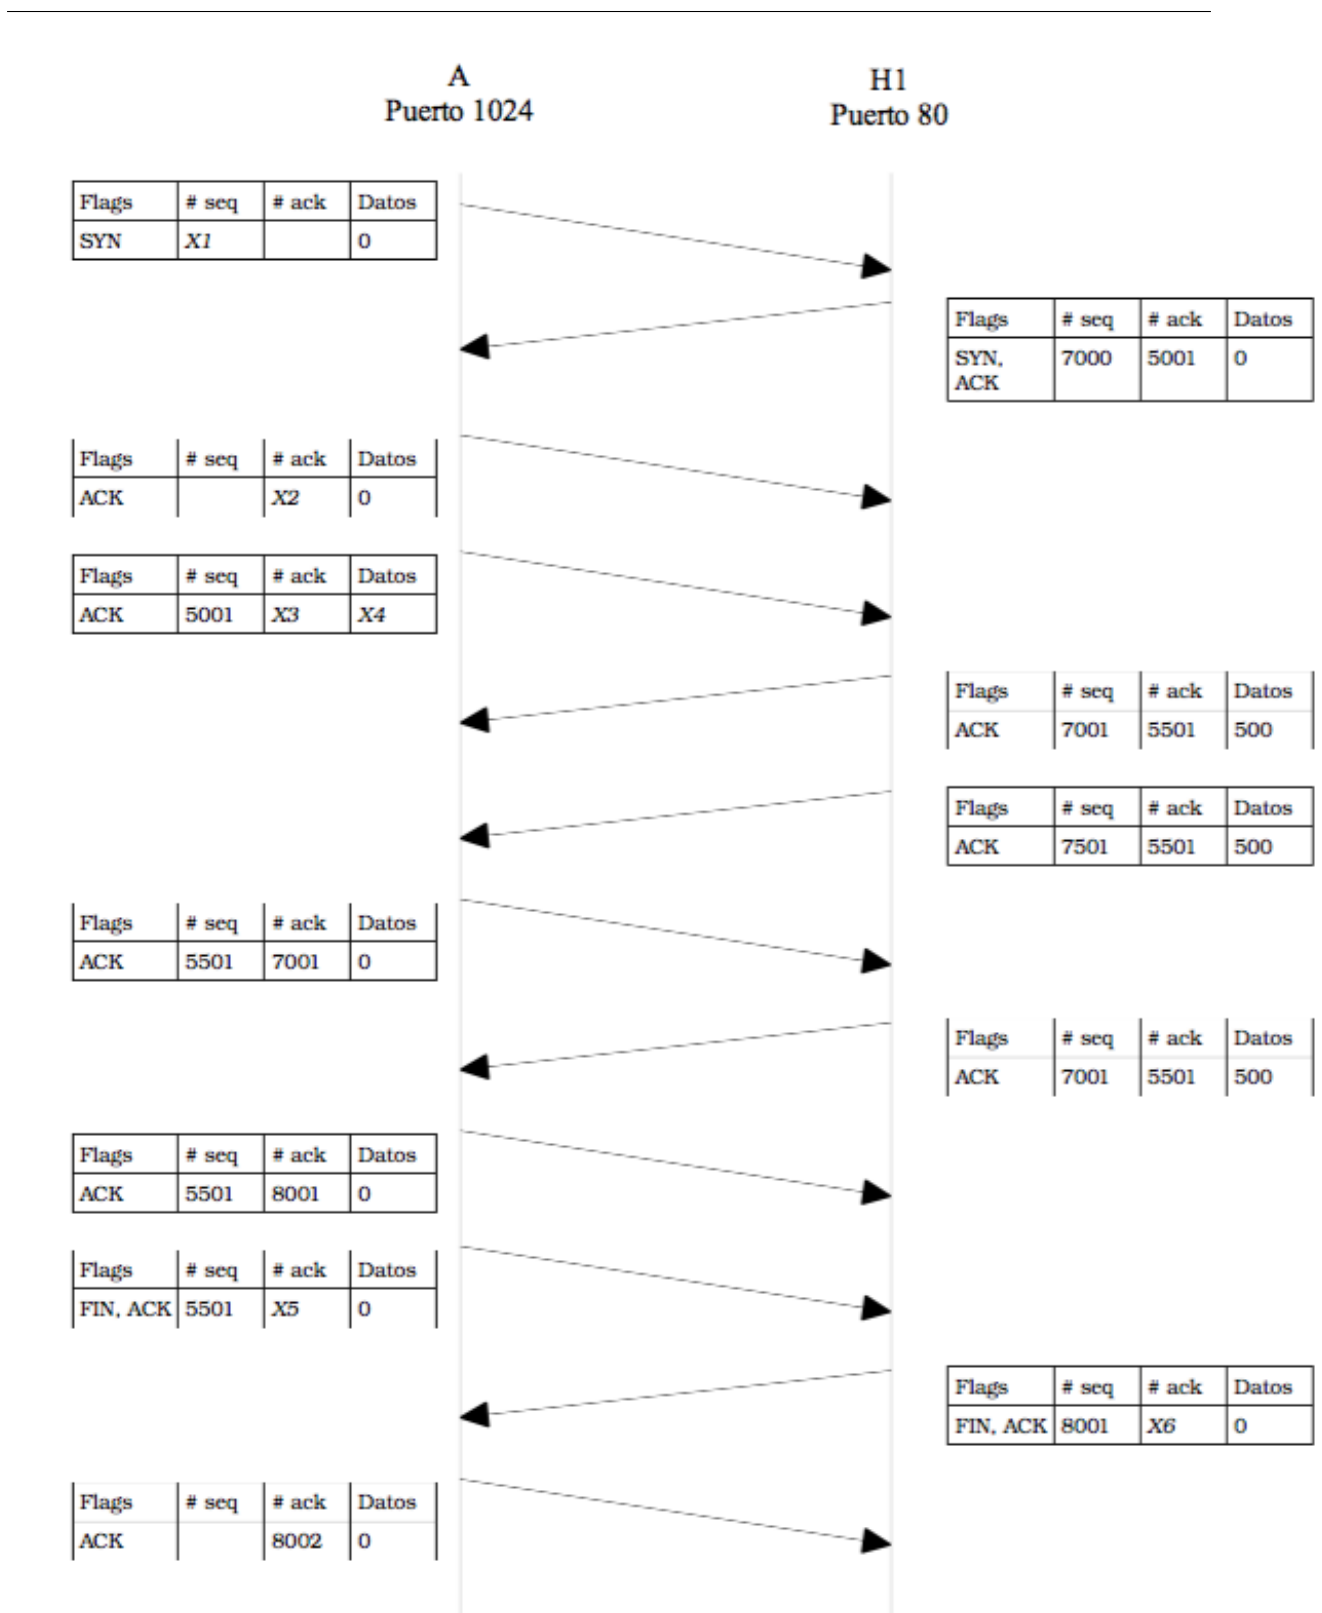 A
Puerto 1024
H1
Puerto 80
Flags # seq # ack Datos
SYN X1 0
Flags # seq # ack Datos
SYN, 7000 5001 0
ACK
Flags # seq # ack Datos
ACK X2 0
Flags # seq # ack Datos
ACK 5001 X3 X4
Flags # seq # ack Datos
ACK 7001 5501 500
Flags # seq # ack Datos
ACK 7501 5501 500
Flags # seq # ack Datos
ACK 5501 7001 0
Flags # seq # ack Datos
ACK 7001 5501 500
Flags # seq # ack Datos
ACK 5501 8001 0
Flags # seq # ack Datos
FIN, ACK 5501 X5 0
Flags # seq # ack Datos
FIN, ACK 8001 X6 0
Flags # seq # ack Datos
ACK 8002 0